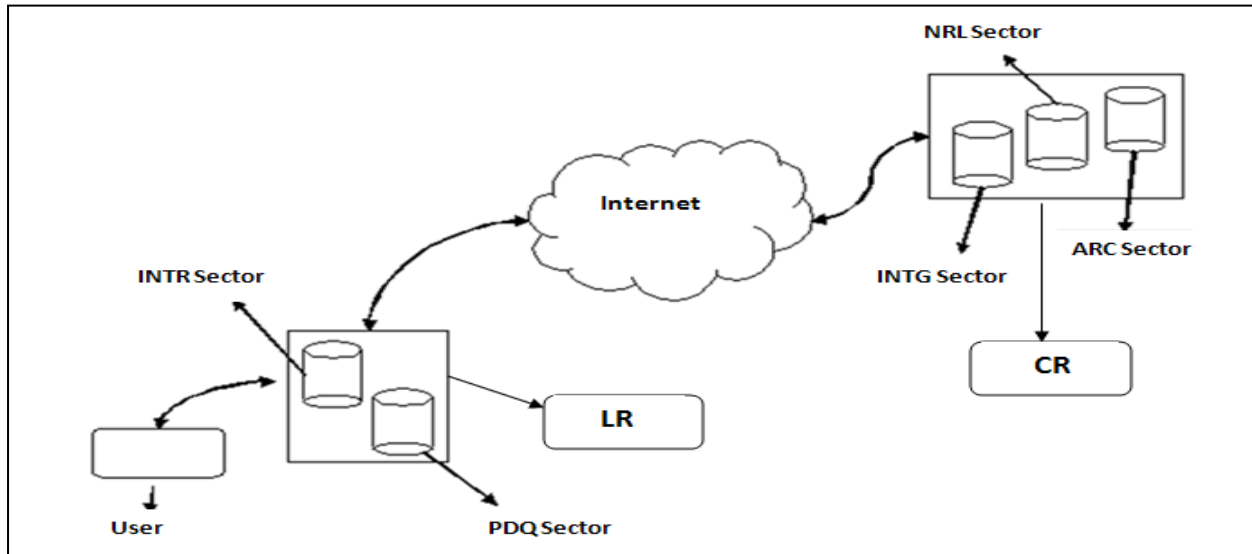 NRL Sector
Internet
ARC Sector
INTR Sector
INTG Sector
CR
LR
User
PDQ Sector